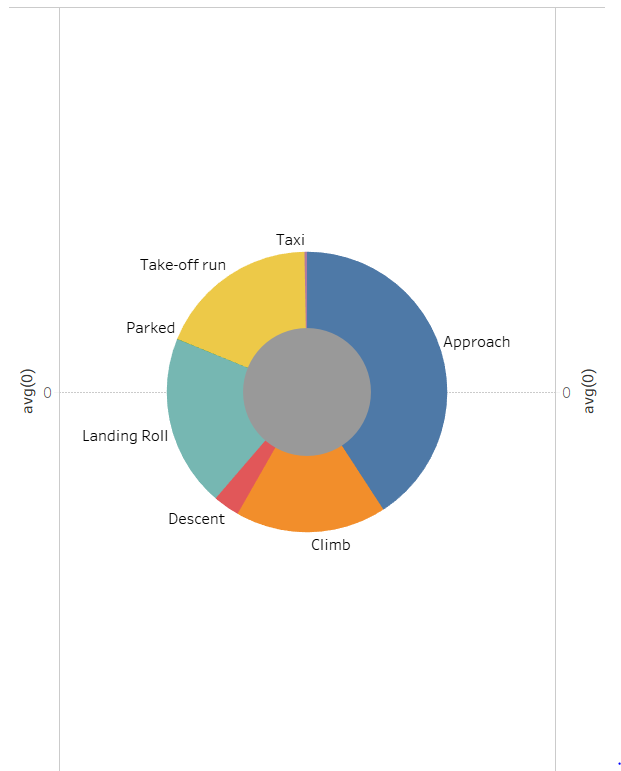 Taxi
Take-off run
Parked
Approach
avg(0)
0
0
avg(0)
Landing Roll
Descent
Climb